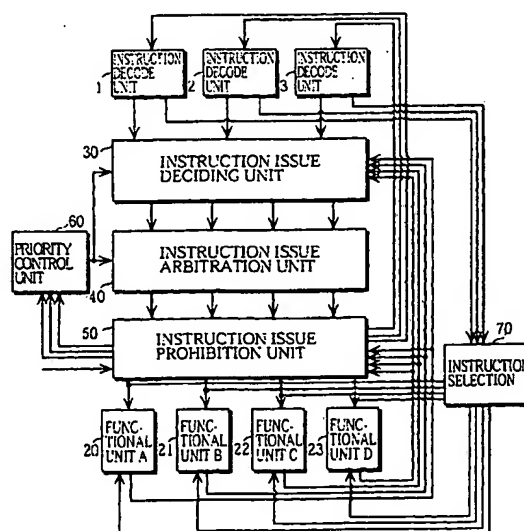 INSTRUCTION
DECODE
UNIT
1
INSTRUCTION
DECODE
UNIT
2
INSTRUCTION
DECODE
UNIT
3
30
INSTRUCTION ISSUE
DECIDING UNIT
60
PRIORITY
CONTROL
UNIT
INSTRUCTION ISSUE
ARBITRATION UNIT
40
50
INSTRUCTION ISSUE
PROHIBITION UNIT
70
INSTRUCTION
SELECTION
FUNC-
TIONAL
UNIT A
20
FUNC-
TIONAL
UNIT B
21
FUNC-
TIONAL
UNIT C
22
FUNC-
TIONAL
UNIT D
23